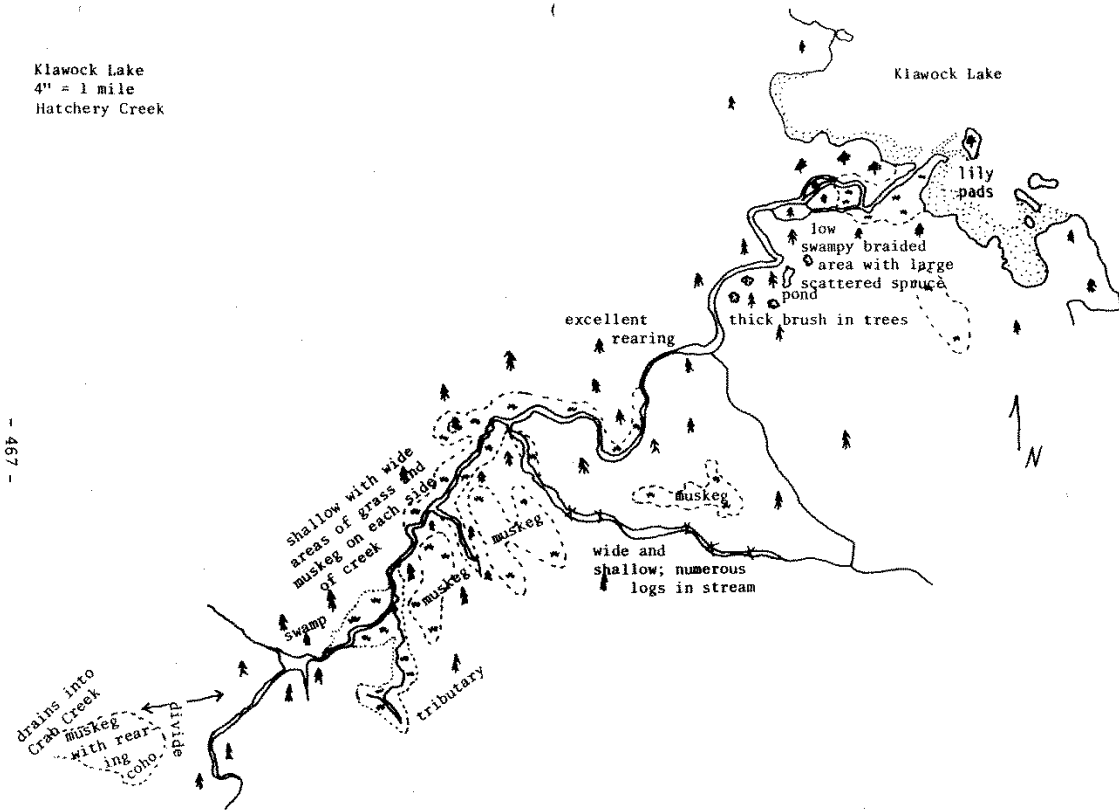 Klawock Lake
4" = 1 mile
Hatchery Creek
Klawock Lake
lily
pads
low
swampy braided
area with large
scattered spruce
pond
thick brush in trees
excellent
rearing
N
- 467 -
shallow with wide
areas of grass and
muskeg on each side
of creek
muskeg
muskeg
muskeg
wide and
shallow; numerous
logs in stream
swamp
tributary
drains into
Crab Creek
divide
muskeg
with rear-
ing
coho